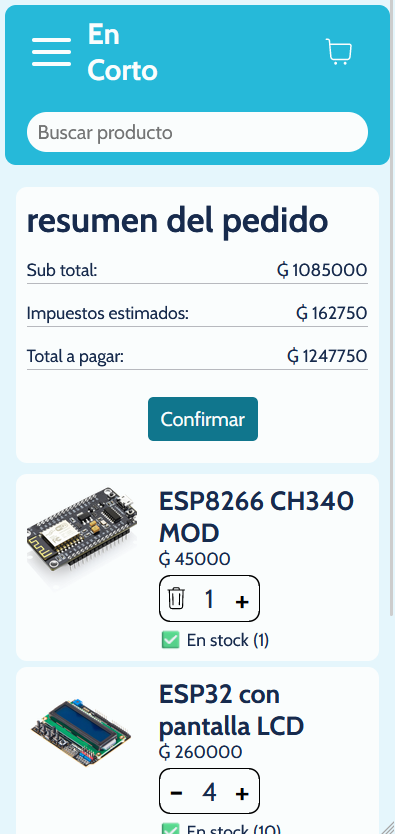 En
Corto
Buscar producto
resumen del pedido
Sub total: ₲ 1085000
Impuestos estimados: ₲ 162750
Total a pagar: ₲ 1247750
Confirmar
ESP8266 CH340
MOD
₲ 45000
1 +
✅ En stock (1)
ESP32 con
pantalla LCD
₲ 260000
- 4 +
✅ En stock (10)